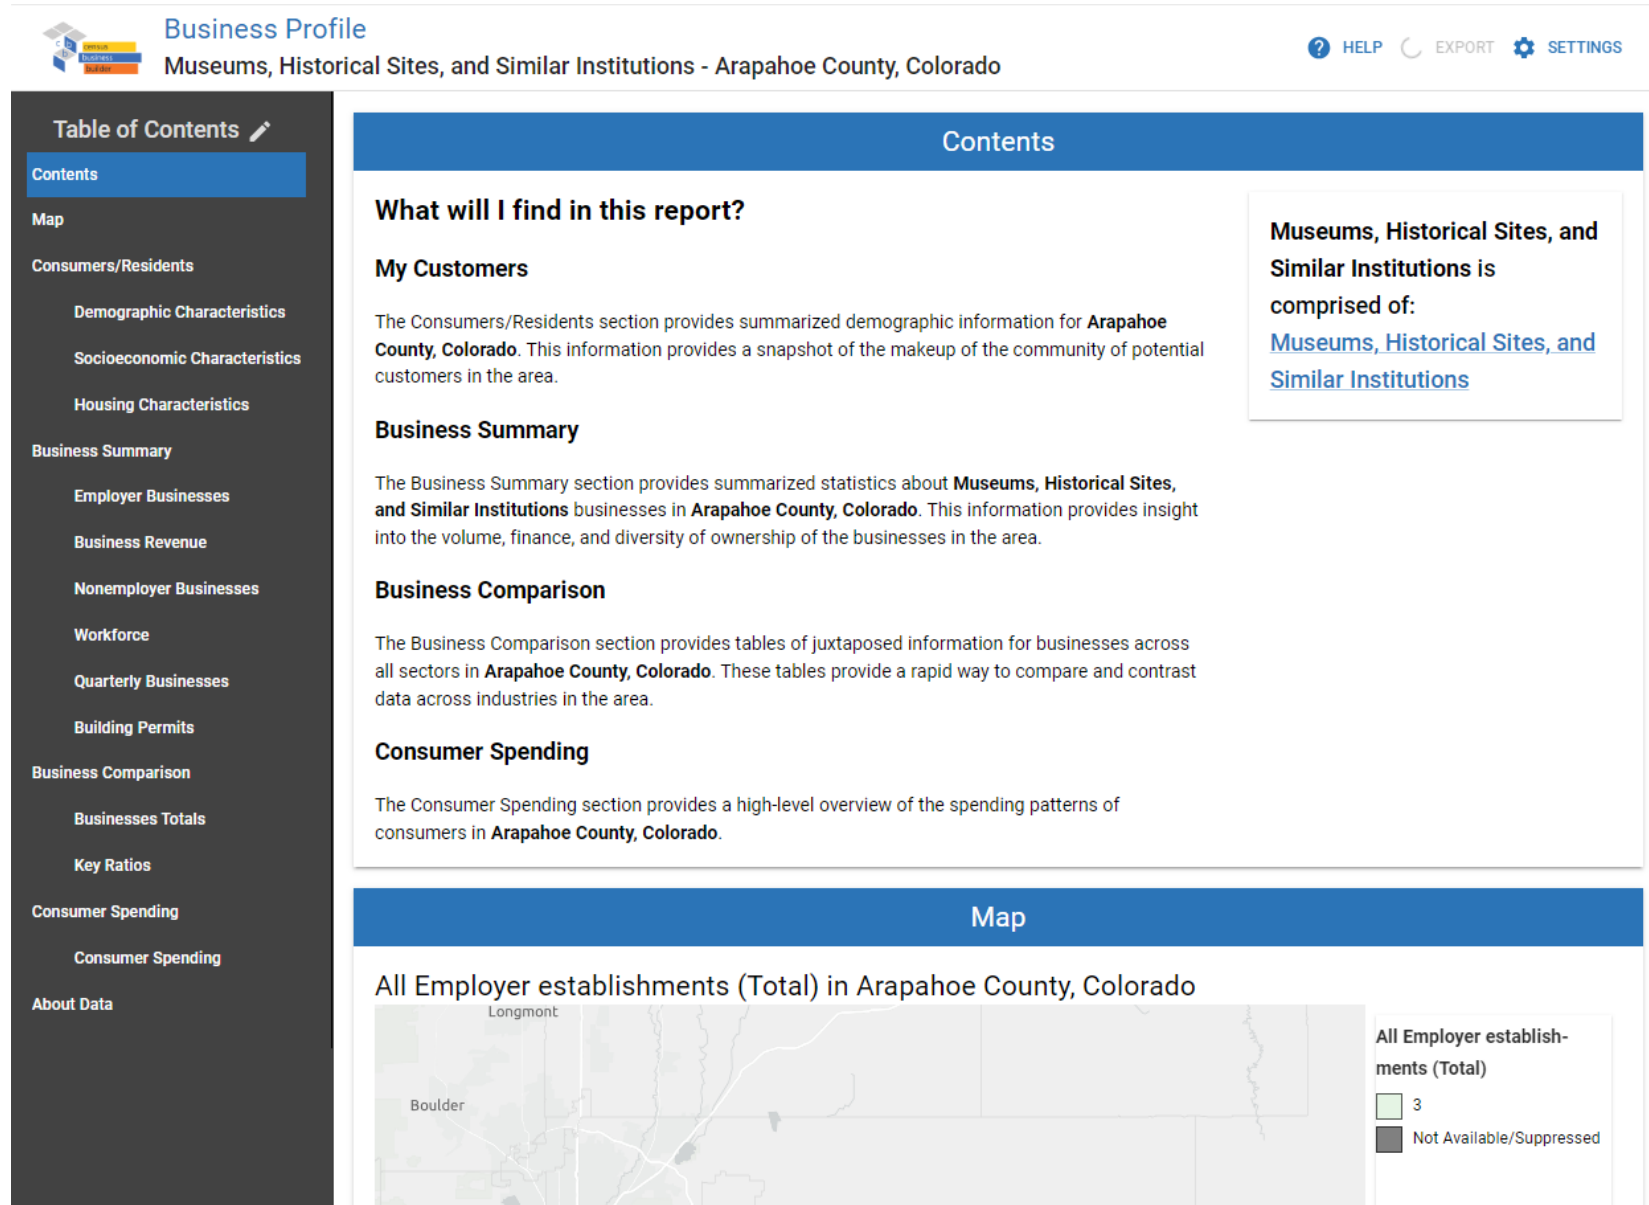 census
business
builder
Business Profile
Museums, Historical Sites, and Similar Institutions - Arapahoe County, Colorado
HELP
EXPORT
SETTINGS
Table of Contents
Contents
Map
Consumers/Residents
Demographic Characteristics
Socioeconomic Characteristics
Housing Characteristics
Business Summary
Employer Businesses
Business Revenue
Nonemployer Businesses
Workforce
Quarterly Businesses
Building Permits
Business Comparison
Businesses Totals
Key Ratios
Consumer Spending
Consumer Spending
About Data
Contents
What will I find in this report?
My Customers
The Consumers/Residents section provides summarized demographic information for Arapahoe
County, Colorado. This information provides a snapshot of the makeup of the community of potential
customers in the area.
Business Summary
The Business Summary section provides summarized statistics about Museums, Historical Sites,
and Similar Institutions businesses in Arapahoe County, Colorado. This information provides insight
into the volume, finance, and diversity of ownership of the businesses in the area.
Business Comparison
The Business Comparison section provides tables of juxtaposed information for businesses across
all sectors in Arapahoe County, Colorado. These tables provide a rapid way to compare and contrast
data across industries in the area.
Consumer Spending
The Consumer Spending section provides a high-level overview of the spending patterns of
consumers in Arapahoe County, Colorado.
Museums, Historical Sites, and
Similar Institutions is
comprised of:
Museums, Historical Sites, and
Similar Institutions
Map
All Employer establishments (Total) in Arapahoe County, Colorado
Longmont
Boulder
All Employer establish-
ments (Total)
3
Not Available/Suppressed